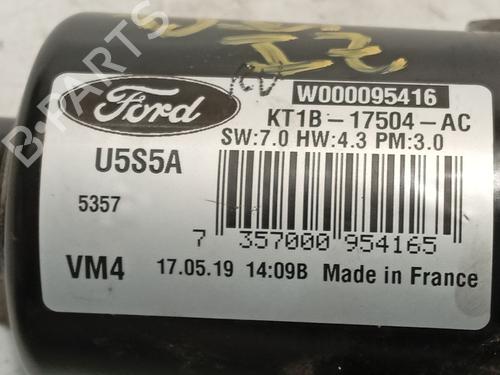 Ford
W000095416
KT1B-17504-AC
SW:7.0 HW:4.3 PM:3.0
U5S5A
5357
7 357000 954165
VM4 17.05.19 14:09B Made in France